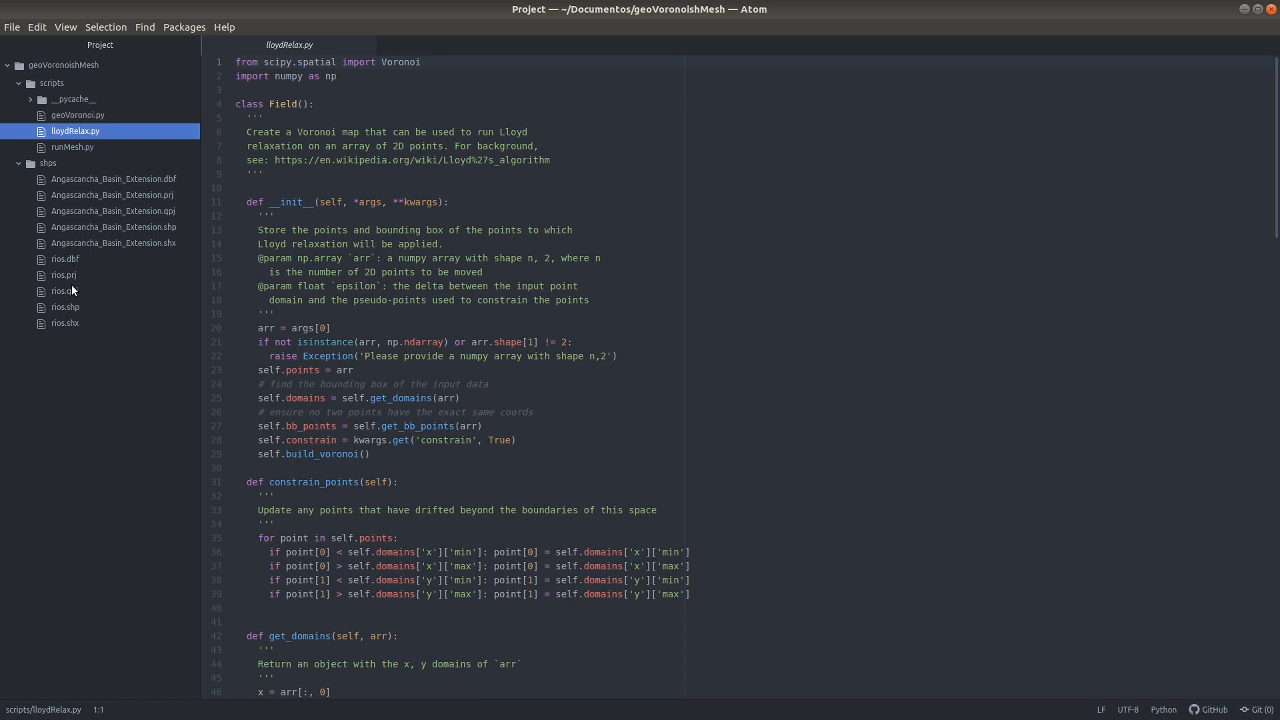 Project — ~/Documentos/geoVoronoishMesh — Atom
File Edit View Selection Find Packages Help
Project
lloydRelax.py
geoVoronoishMesh
scripts
__pycache__
geoVoronoi.py
lloydRelax.py
runMesh.py
shps
Angascancha_Basin_Extension.dbf
Angascancha_Basin_Extension.prj
Angascancha_Basin_Extension.qpj
Angascancha_Basin_Extension.shp
Angascancha_Basin_Extension.shx
rios.dbf
rios.prj
rios.shp
rios.shx
1 from scipy.spatial import Voronoi
2 import numpy as np
3
4 class Field():
5 '''
6 Create a Voronoi map that can be used to run Lloyd
7 relaxation on an array of 2D points. For background,
8 see: https://en.wikipedia.org/wiki/Lloyd%27s_algorithm
9 '''
10
11 def __init__(self, *args, **kwargs):
12 '''
13 Store the points and bounding box of the points to which
14 Lloyd relaxation will be applied.
15 @param np.array `arr`: a numpy array with shape n, 2, where n
16 is the number of 2D points to be moved
17 @param float `epsilon`: the delta between the input point
18 domain and the pseudo-points used to constrain the points
19 '''
20 arr = args[0]
21 if not isinstance(arr, np.ndarray) or arr.shape[1] != 2:
22 raise Exception('Please provide a numpy array with shape n,2')
23 self.points = arr
24 # find the bounding box of the input data
25 self.domains = self.get_domains(arr)
26 # ensure no two points have the exact same coords
27 self.bb_points = self.get_bb_points(arr)
28 self.constrain = kwargs.get('constrain', True)
29 self.build_voronoi()
30
31 def constrain_points(self):
32 '''
33 Update any points that have drifted beyond the boundaries of this space
34 '''
35 for point in self.points:
36 if point[0] < self.domains['x']['min']: point[0] = self.domains['x']['min']
37 if point[0] > self.domains['x']['max']: point[0] = self.domains['x']['max']
38 if point[1] < self.domains['y']['min']: point[1] = self.domains['y']['min']
39 if point[1] > self.domains['y']['max']: point[1] = self.domains['y']['max']
40
41
42 def get_domains(self, arr):
43 '''
44 Return an object with the x, y domains of `arr`
45 '''
46 x = arr[:, 0]
scripts/lloydRelax.py 1:1 LF UTF-8 Python GitHub Git (0)